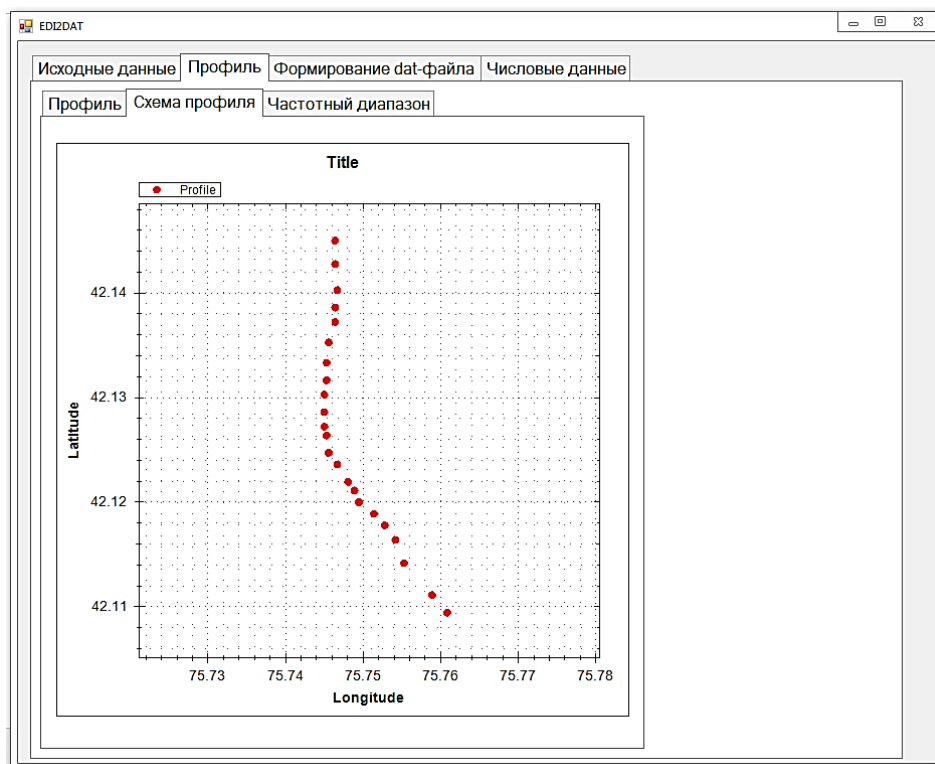 EDI2DAT
Исходные данные Профиль Формирование dat-файла Числовые данные
Профиль Схема профиля Частотный диапазон
Title
Profile
42.14
42.13
42.12
42.11
Latitude
75.73 75.74 75.75 75.76 75.77 75.78
Longitude